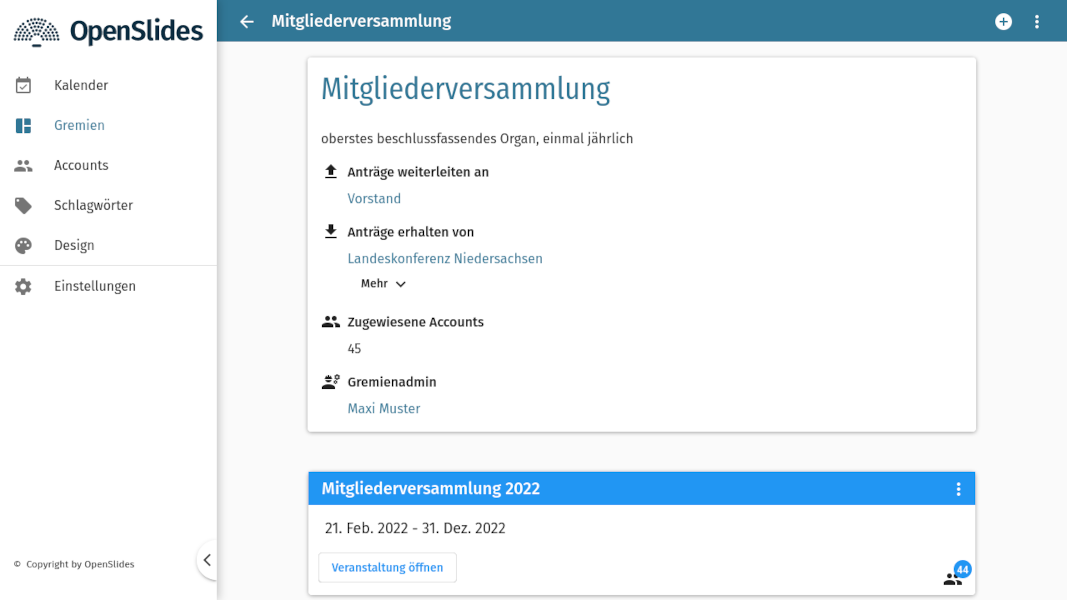 OpenSlides
Kalender
Gremien
Accounts
Schlagwörter
Design
Einstellungen
© Copyright by OpenSlides
Mitgliederversammlung
Mitgliederversammlung
oberstes beschlussfassendes Organ, einmal jährlich
Anträge weiterleiten an
Vorstand
Anträge erhalten von
Landeskonferenz Niedersachsen
Mehr
Zugewiesene Accounts
45
Gremienadmin
Maxi Muster
Mitgliederversammlung 2022
21. Feb. 2022 - 31. Dez. 2022
Veranstaltung öffnen
44